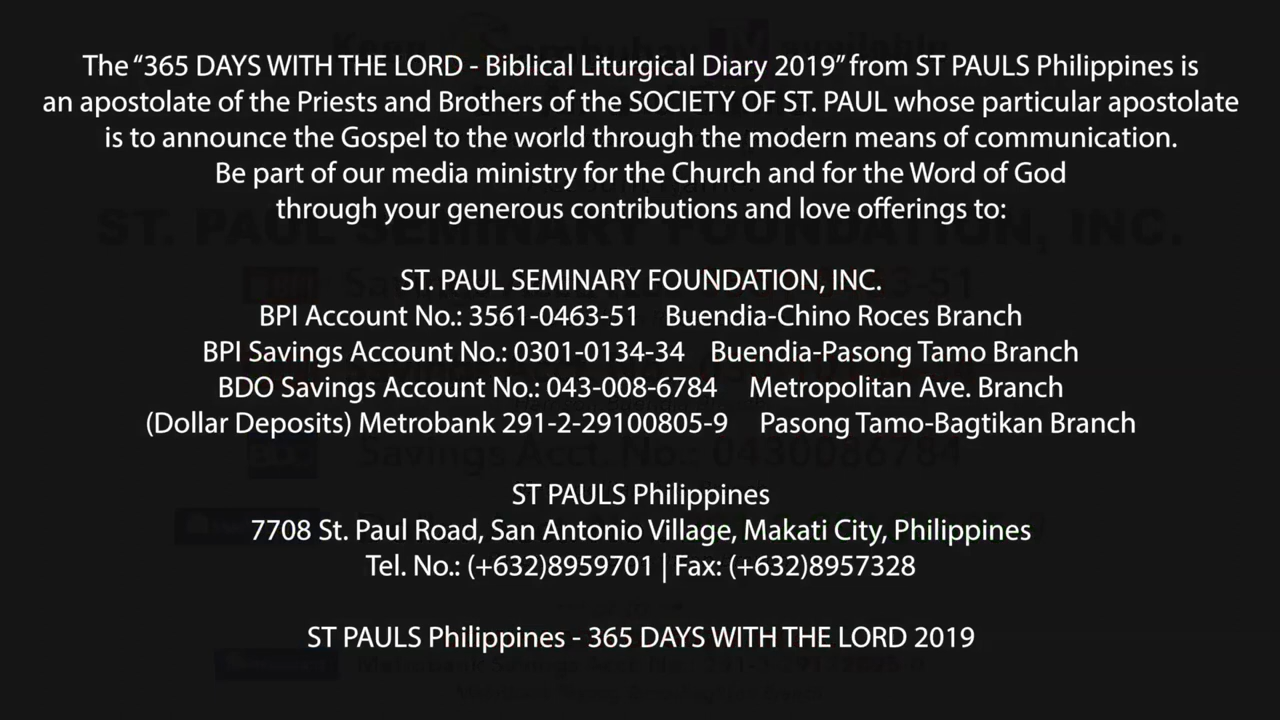 The “365 DAYS WITH THE LORD - Biblical Liturgical Diary 2019” from ST PAULS Philippines is
an apostolate of the Priests and Brothers of the SOCIETY OF ST. PAUL whose particular apostolate
is to announce the Gospel to the world through the modern means of communication.
Be part of our media ministry for the Church and for the Word of God
through your generous contributions and love offerings to:
ST. PAUL SEMINARY FOUNDATION, INC.
BPI Account No.: 3561-0463-51 Buendia-Chino Roces Branch
BPI Savings Account No.: 0301-0134-34 Buendia-Pasong Tamo Branch
BDO Savings Account No.: 043-008-6784 Metropolitan Ave. Branch
(Dollar Deposits) Metrobank 291-2-29100805-9 Pasong Tamo-Bagtikan Branch
ST PAULS Philippines
7708 St. Paul Road, San Antonio Village, Makati City, Philippines
Tel. No.: (+632)8959701 | Fax: (+632)8957328
ST PAULS Philippines - 365 DAYS WITH THE LORD 2019